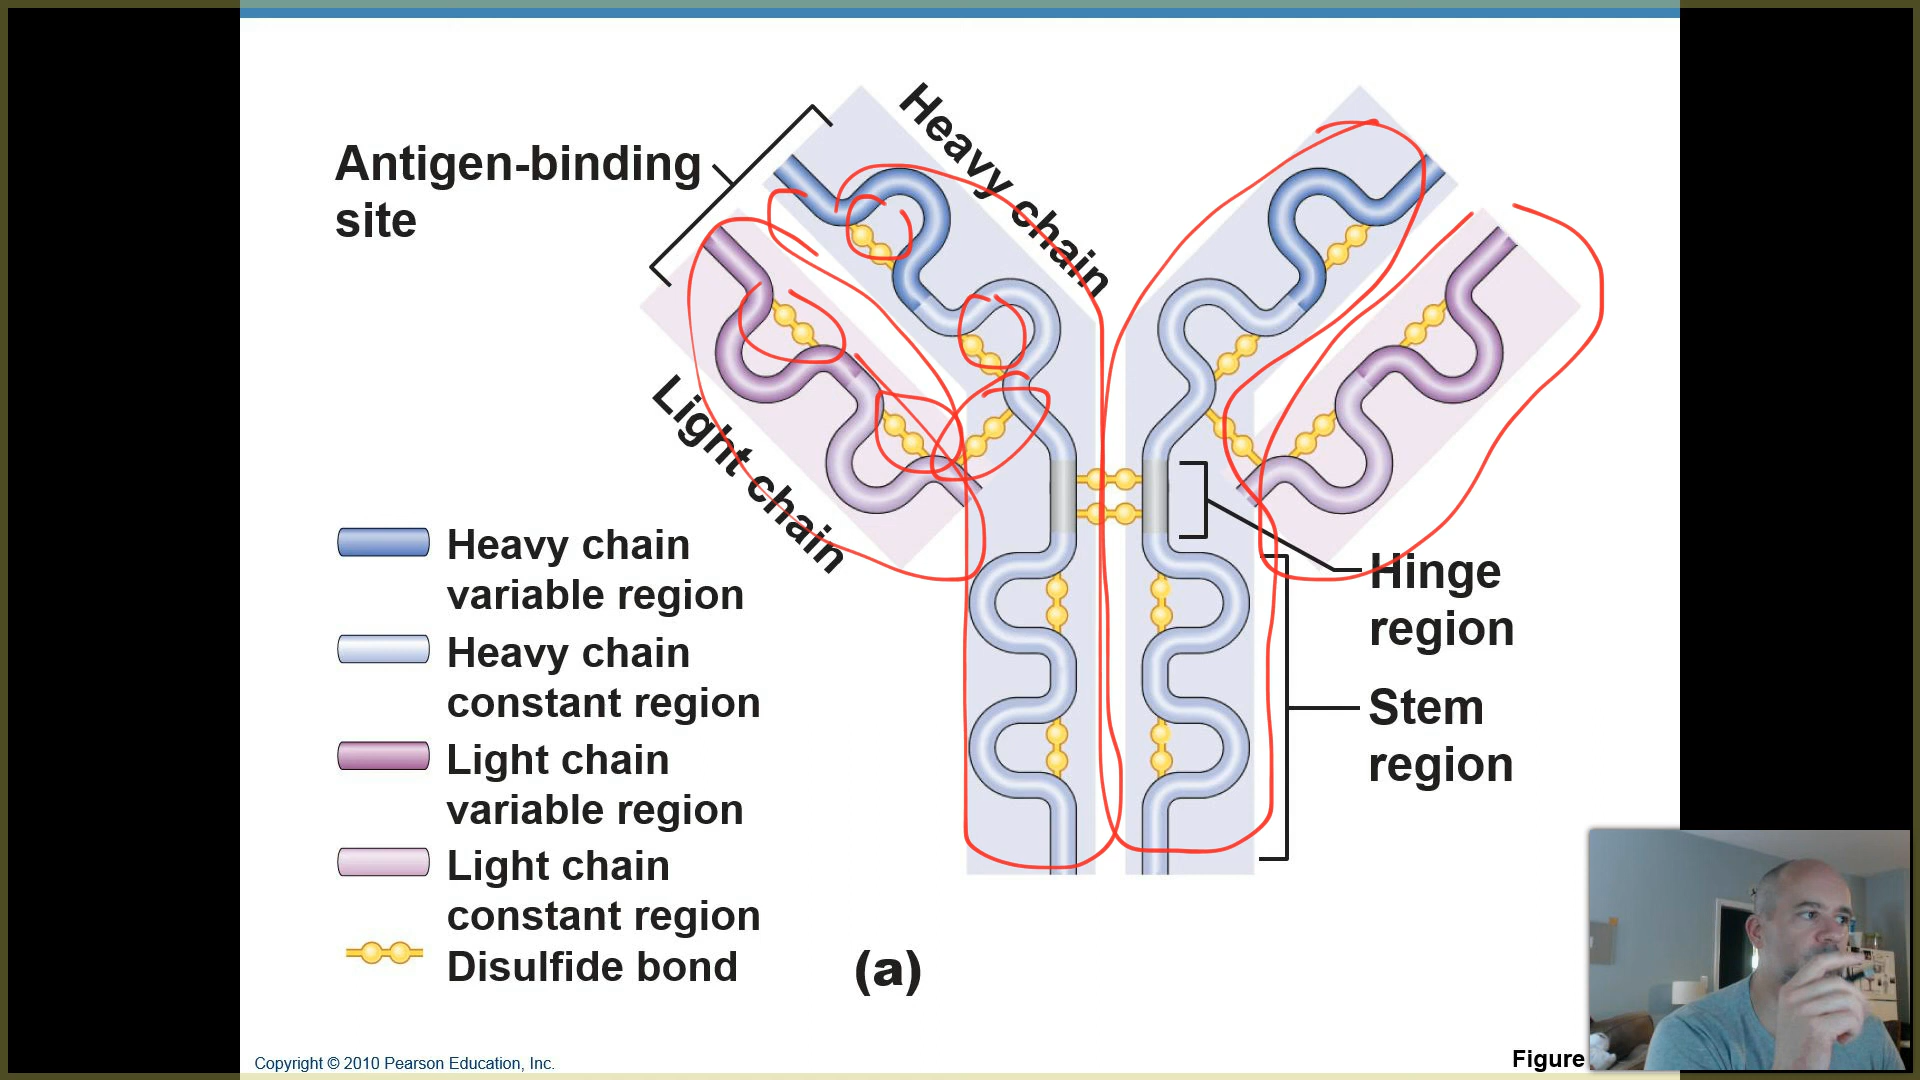 Heavy chain
Antigen-binding
site
Light chain
Heavy chain
variable region
Heavy chain
constant region
Light chain
variable region
Light chain
constant region
Disulfide bond
Hinge
region
Stem
region
(a)
Copyright © 2010 Pearson Education, Inc.
Figure